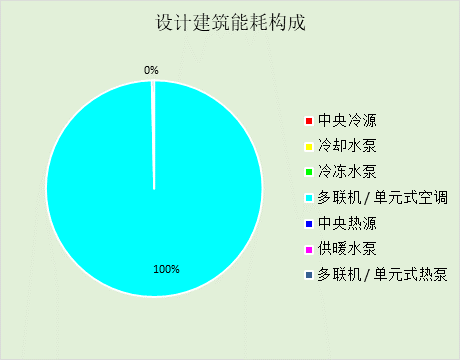 设计建筑能耗构成
0%
100%
中央冷源
冷却水泵
冷冻水泵
多联机/单元式空调
中央热源
供暖水泵
多联机/单元式热泵